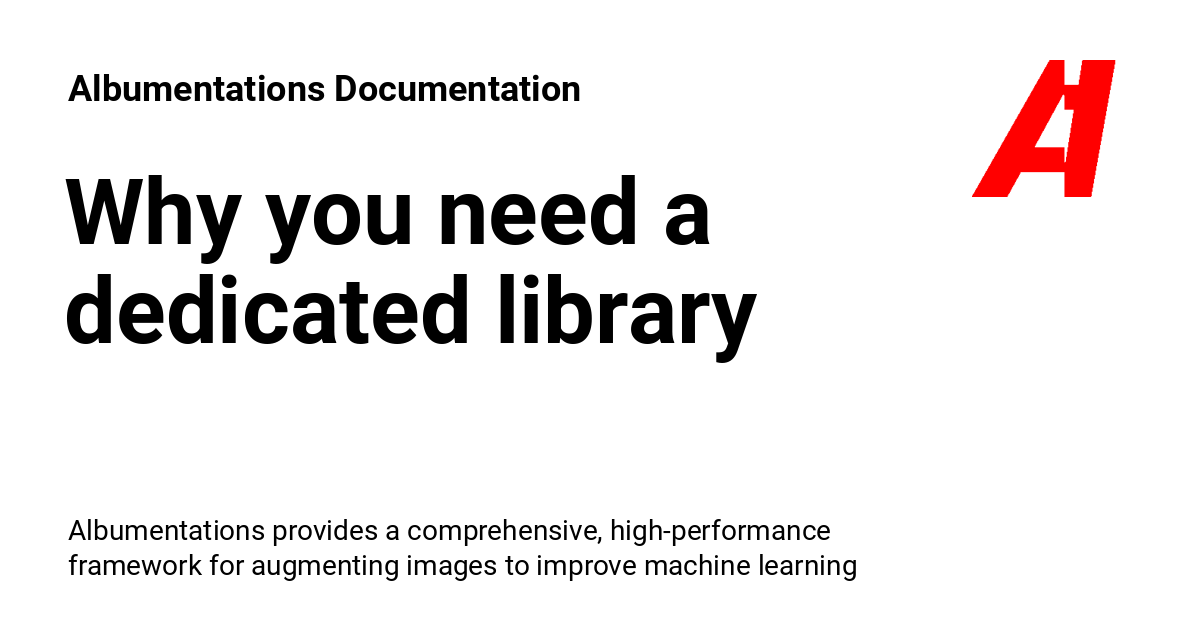 Albumentations Documentation
Why you need a
dedicated library
Albumentations provides a comprehensive, high-performance
framework for augmenting images to improve machine learning